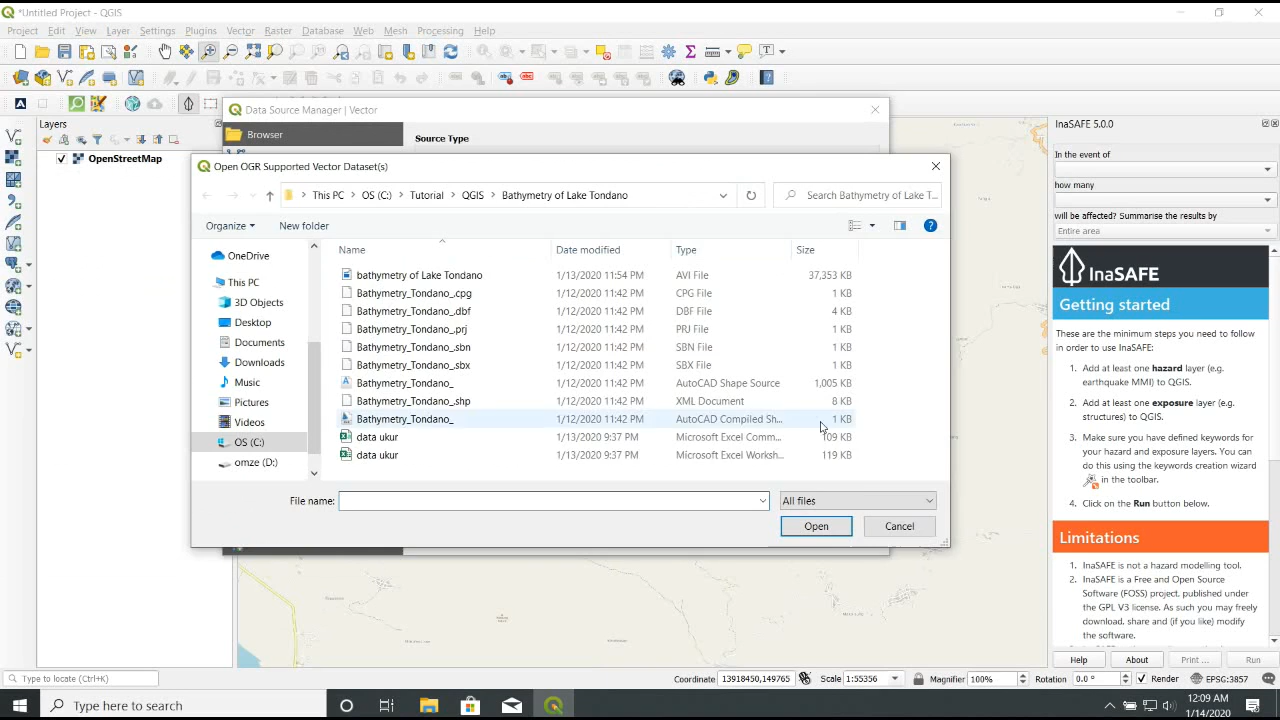 *Untitled Project - QGIS
Project Edit View Layer Settings Plugins Vector Raster Database Web Mesh Processing Help
Layers
OpenStreetMap
Data Source Manager | Vector
Browser
Source Type
Open OGR Supported Vector Dataset(s)
This PC > OS (C:) > Tutorial > QGIS > Bathymetry of Lake Tondano
Search Bathymetry of Lake T...
Organize New folder
OneDrive
This PC
3D Objects
Desktop
Documents
Downloads
Music
Pictures
Videos
OS (C:)
omze (D:)
Name Date modified Type Size
bathymetry of Lake Tondano 1/13/2020 11:54 PM AVI File 37,353 KB
Bathymetry_Tondano_.cpg 1/12/2020 11:42 PM CPG File 1 KB
Bathymetry_Tondano_.dbf 1/12/2020 11:42 PM DBF File 4 KB
Bathymetry_Tondano_.prj 1/12/2020 11:42 PM PRJ File 1 KB
Bathymetry_Tondano_.sbn 1/12/2020 11:42 PM SBN File 1 KB
Bathymetry_Tondano_.sbx 1/12/2020 11:42 PM SBX File 1 KB
Bathymetry_Tondano_ 1/12/2020 11:42 PM AutoCAD Shape Source 1,005 KB
Bathymetry_Tondano_.shp 1/12/2020 11:42 PM XML Document 8 KB
Bathymetry_Tondano_ 1/12/2020 11:42 PM AutoCAD Compiled Sh... 1 KB
data ukur 1/13/2020 9:37 PM Microsoft Excel Comm... 109 KB
data ukur 1/13/2020 9:37 PM Microsoft Excel Worksh... 119 KB
File name:
All files
Open Cancel
InaSAFE 5.0.0
In the event of
how many
will be affected? Summarise the results by
Entire area
InaSAFE
Getting started
These are the minimum steps you need to follow
in order to use InaSAFE:
1. Add at least one hazard layer (e.g.
earthquake MMI) to QGIS.
2. Add at least one exposure layer (e.g.
structures) to QGIS.
3. Make sure you have defined keywords for
your hazard and exposure layers. You can
do this using the keywords creation wizard
in the toolbar.
4. Click on the Run button below.
Limitations
1. InaSAFE is not a hazard modelling tool.
2. InaSAFE is a Free and Open Source
Software (FOSS) project, published under
the GPL V3 license. As such you may freely
download, share and (if you like) modify
the software.
Help About Print ... Run
Type to locate (Ctrl+K)
Coordinate 13918450,149765 Scale 1:55356 Magnifier 100% Rotation 0.0 ° Render EPSG:3857
Type here to search
12:09 AM
1/14/2020